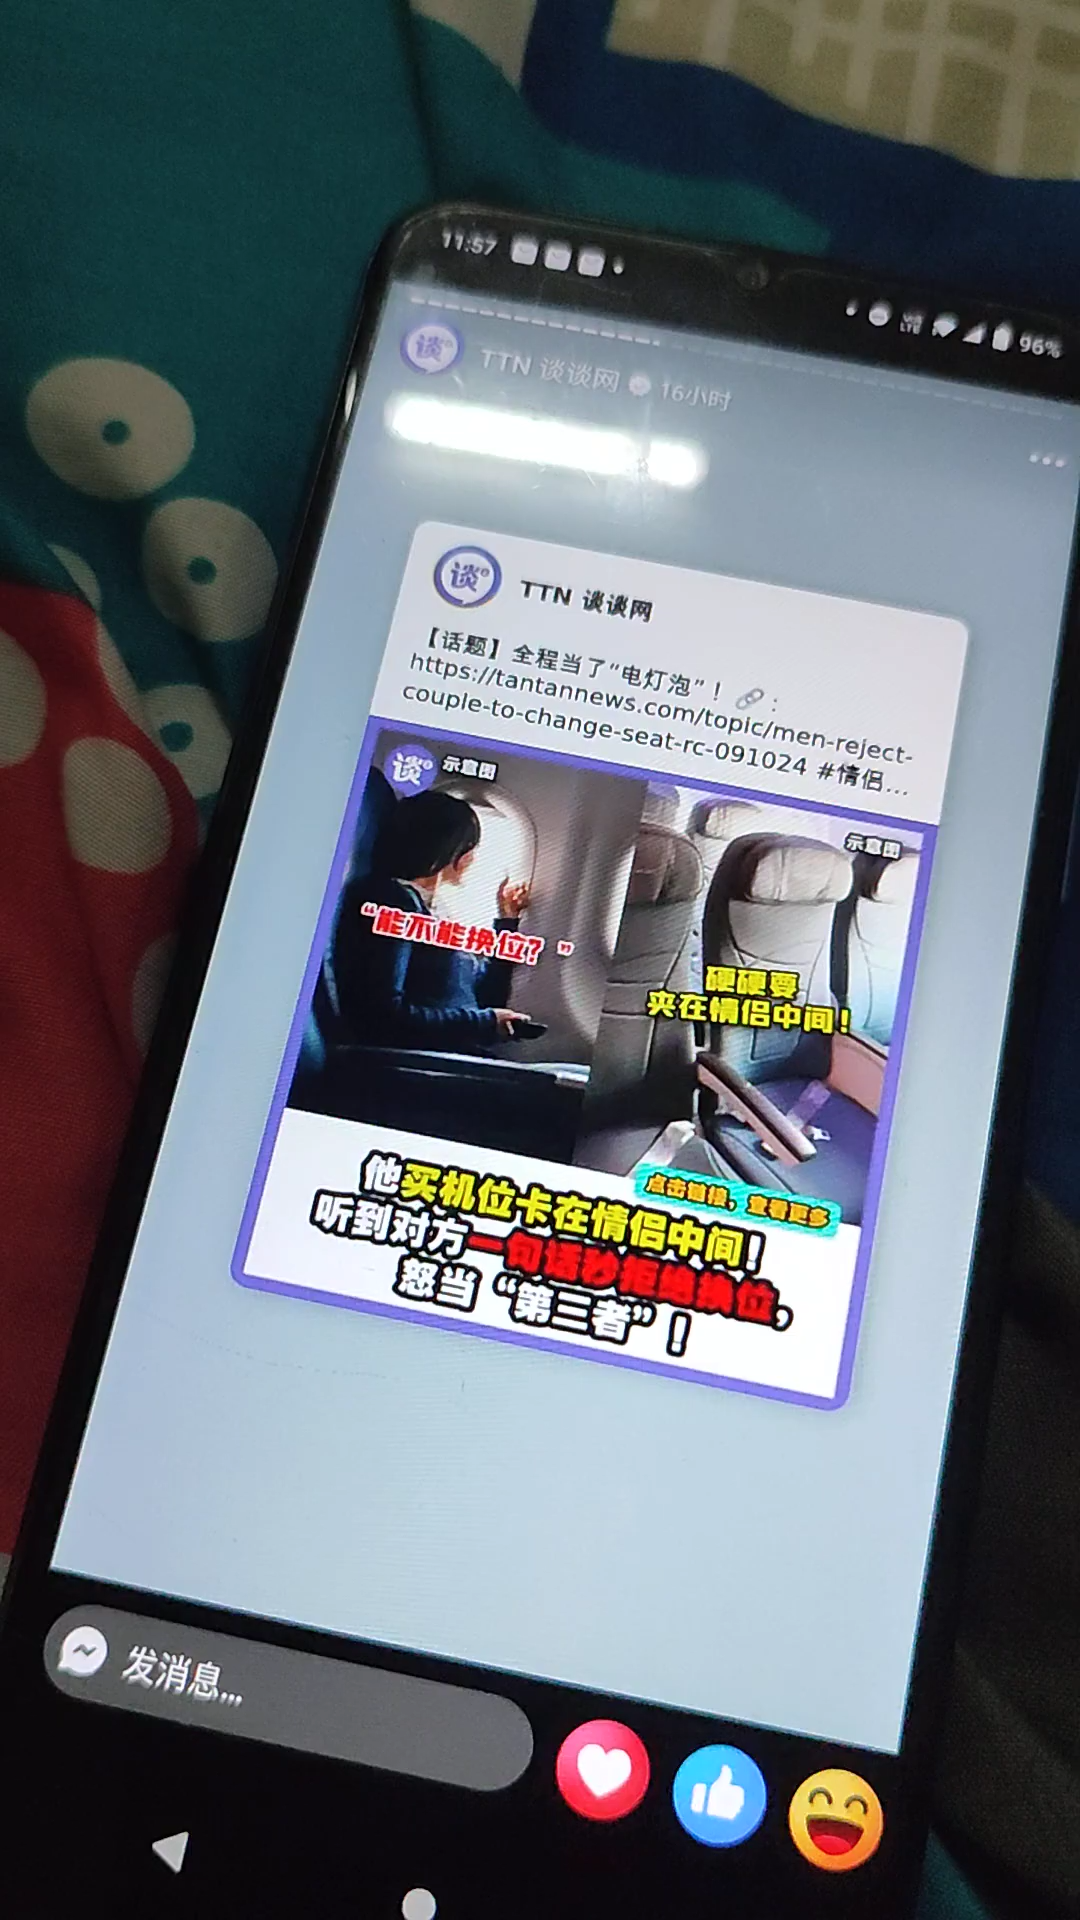 11:57
VoWiFi LTE 96%
TTN 谈谈网 16小时
谈
TTN 谈谈网
【话题】全程当了“电灯泡”！🔗：
https://tantannews.com/topic/men-reject-
couple-to-change-seat-rc-091024 #情侣...
谈 示意图
示意图
“能不能换位？”
硬硬要
夹在情侣中间！
点击链接，查看更多
他买机位卡在情侣中间！
听到对方一句话秒拒绝换位，
怒当“第三者”！
发消息...